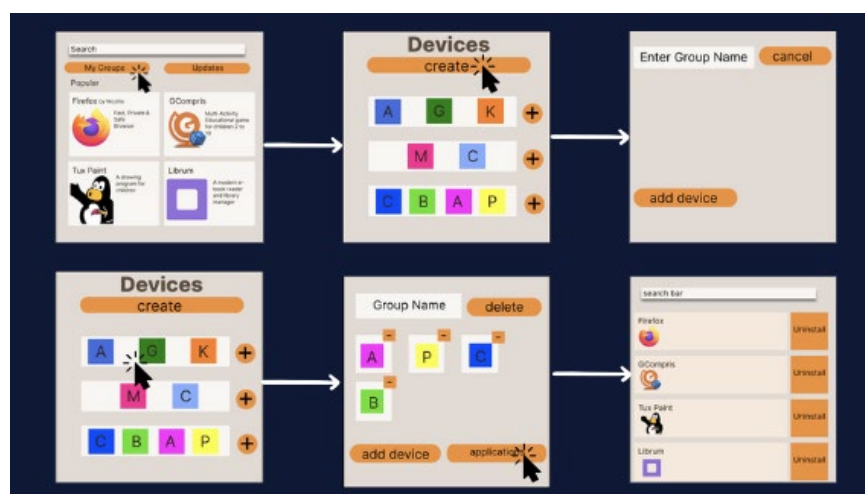 Search
My Groups Updates
Popular
Firefox by Mozilla
Fast, Private &
Safe
Browser
GCompris
Multi-Activity
Educational game
for children 2 to
10
Tux Paint
A drawing
program for
children
Librum
A modern e-
book reader
and library
manager
Devices
create
A G K +
M C +
C B A P +
Enter Group Name cancel
add device
Devices
create
A G K +
M C +
C B A P +
Group Name delete
A - P - C -
B -
add device applications
search bar
Firefox
Uninstall
GCompris
Uninstall
Tux Paint
Uninstall
Librum
Uninstall